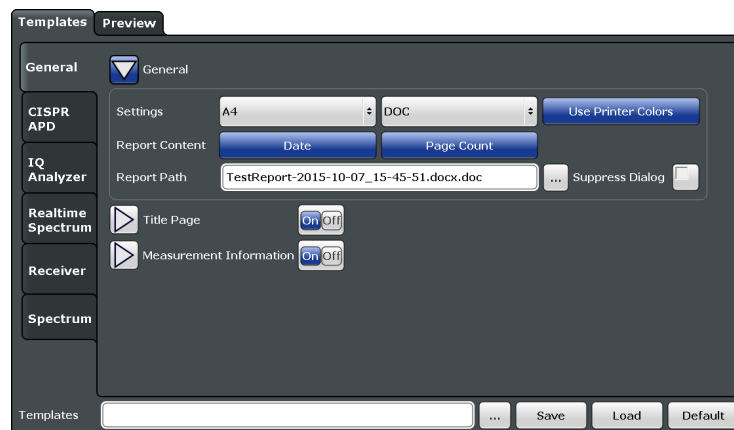 Templates Preview
General
General
Settings A4 DOC Use Printer Colors
CISPR
APD
Report Content Date Page Count
IQ
Analyzer
Report Path TestReport-2015-10-07_15-45-51.docx.doc ... Suppress Dialog
Realtime
Spectrum
Title Page On Off
Measurement Information On Off
Receiver
Spectrum
Templates ... Save Load Default